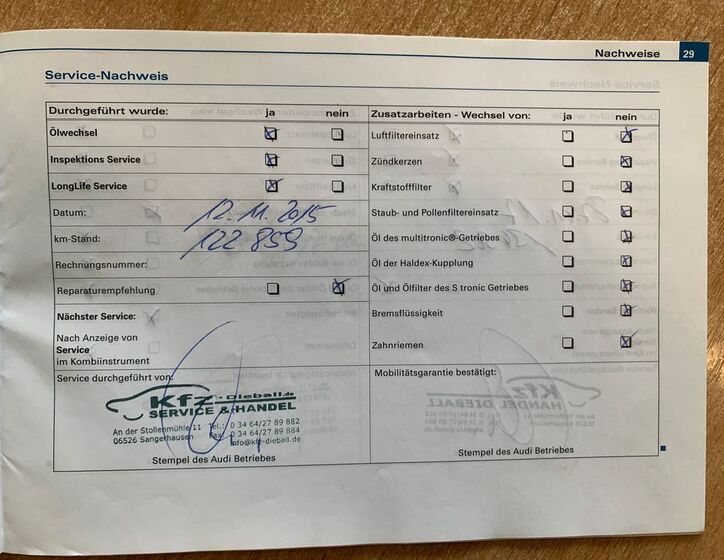 Nachweise 29
Service-Nachweis
Durchgeführt wurde: ja nein
Ölwechsel
Inspektions Service
LongLife Service
Datum: 12.11.2015
km-Stand: 122 859
Rechnungsnummer:
Reparaturempfehlung
Nächster Service:
Nach Anzeige von
Service
im Kombiinstrument
Service durchgeführt von:
Kfz-Dieball.de
SERVICE & HANDEL
An der Stollenmühle 11 Tel.: 0 34 64/27 89 882
06526 Sangerhausen Fax: 0 34 64/27 89 884
info@kfz-dieball.de
Stempel des Audi Betriebes
Zusatzarbeiten - Wechsel von: ja nein
Luftfiltereinsatz
Zündkerzen
Kraftstofffilter
Staub- und Pollenfiltereinsatz
Öl des multitronic®-Getriebes
Öl der Haldex-Kupplung
Öl und Ölfilter des S tronic Getriebes
Bremsflüssigkeit
Zahnriemen
Mobilitätsgarantie bestätigt:
Stempel des Audi Betriebes